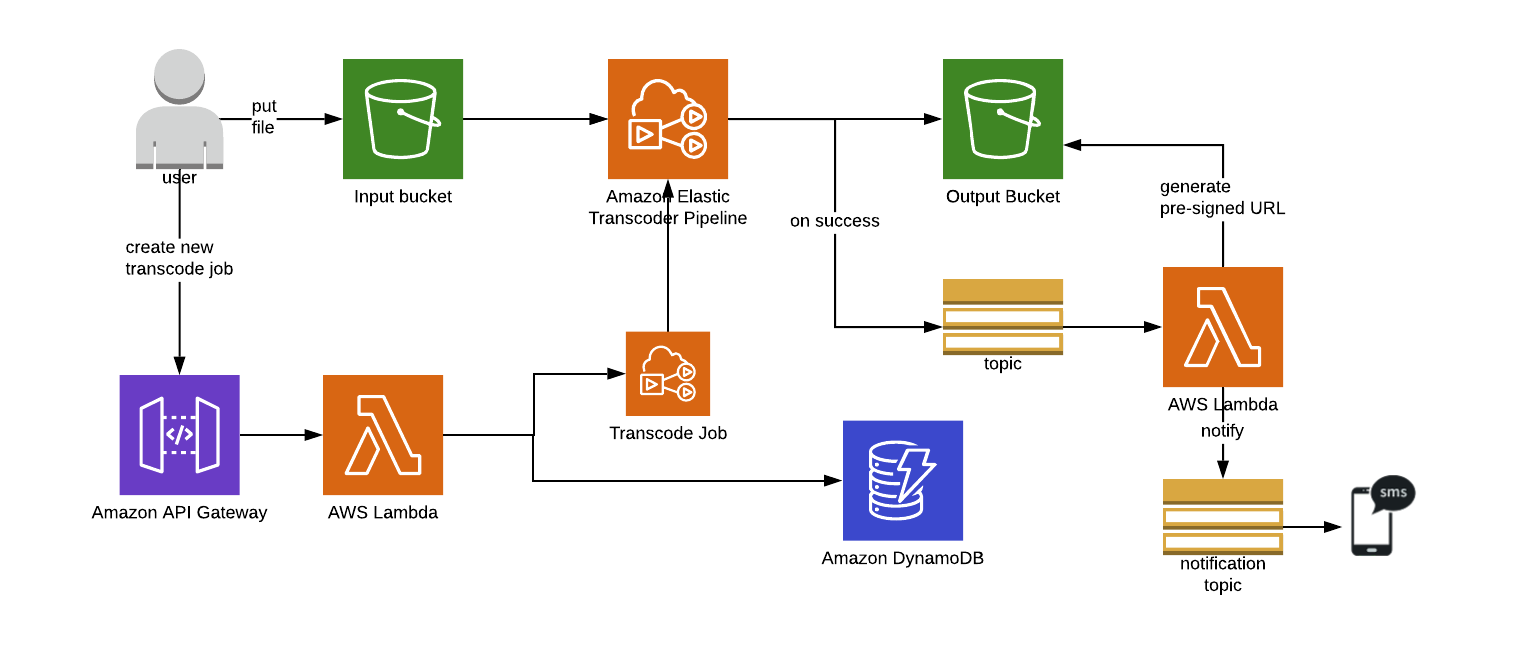 put
file
user
Input bucket
Amazon Elastic
Transcoder Pipeline
Output Bucket
generate
pre-signed URL
on success
create new
transcode job
topic
AWS Lambda
notify
Transcode Job
Amazon API Gateway
AWS Lambda
</>
sms
Amazon DynamoDB
notification
topic